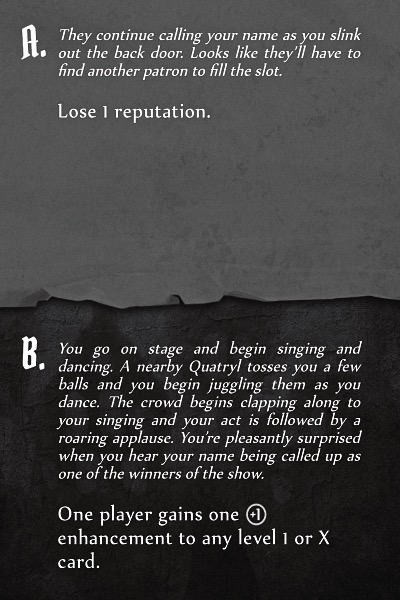 A. They continue calling your name as you slink
out the back door. Looks like they'll have to
find another patron to fill the slot.
Lose 1 reputation.
B. You go on stage and begin singing and
dancing. A nearby Quatryl tosses you a few
balls and you begin juggling them as you
dance. The crowd begins clapping along to
your singing and your act is followed by a
roaring applause. You're pleasantly surprised
when you hear your name being called up as
one of the winners of the show.
One player gains one +1
enhancement to any level 1 or X
card.